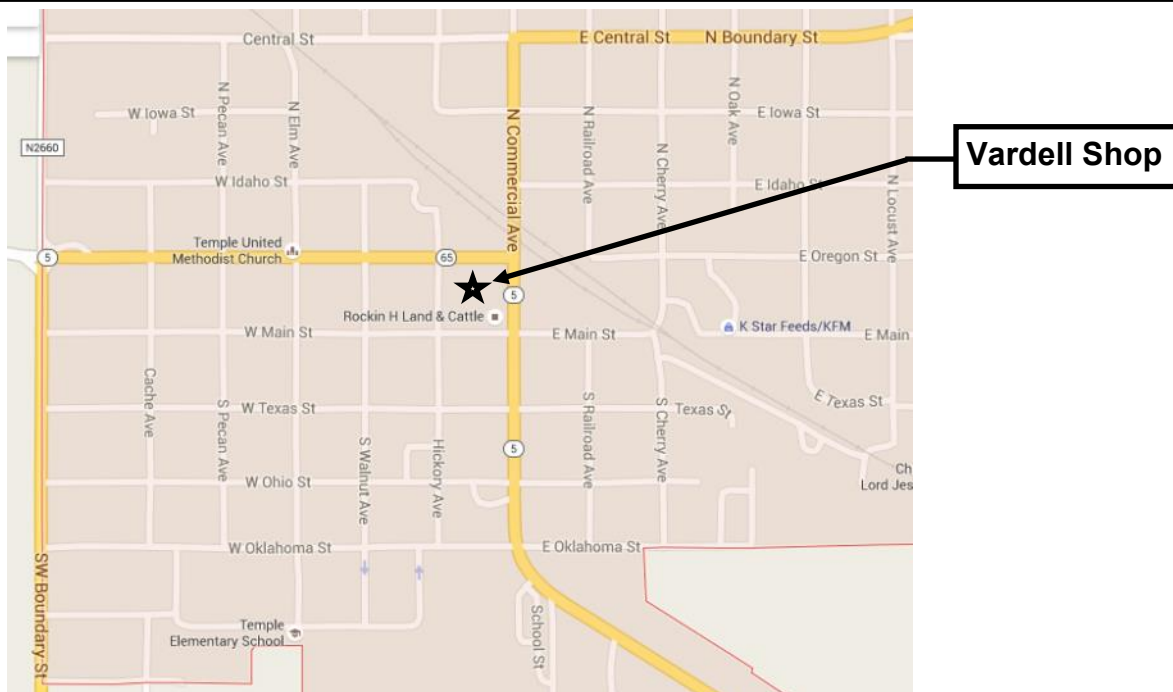 Central St
E Central St
N Boundary St
N Pecan Ave
N Elm Ave
N Commercial Ave
N Railroad Ave
N Cherry Ave
N Oak Ave
W Iowa St
E Iowa St
N2660
Vardell Shop
W Idaho St
E Idaho St
N Locust Ave
5
Temple United
Methodist Church
65
E Oregon St
5
Rockin H Land & Cattle
W Main St
E Main St
K Star Feeds/KFM
E Main
Cache Ave
S Pecan Ave
W Texas St
S Railroad Ave
S Cherry Ave
Texas St
E Texas St
S Walnut Ave
Hickory Ave
5
W Ohio St
Ch
Lord Jes
W Oklahoma St
E Oklahoma St
SW Boundary St
School St
Temple
Elementary School